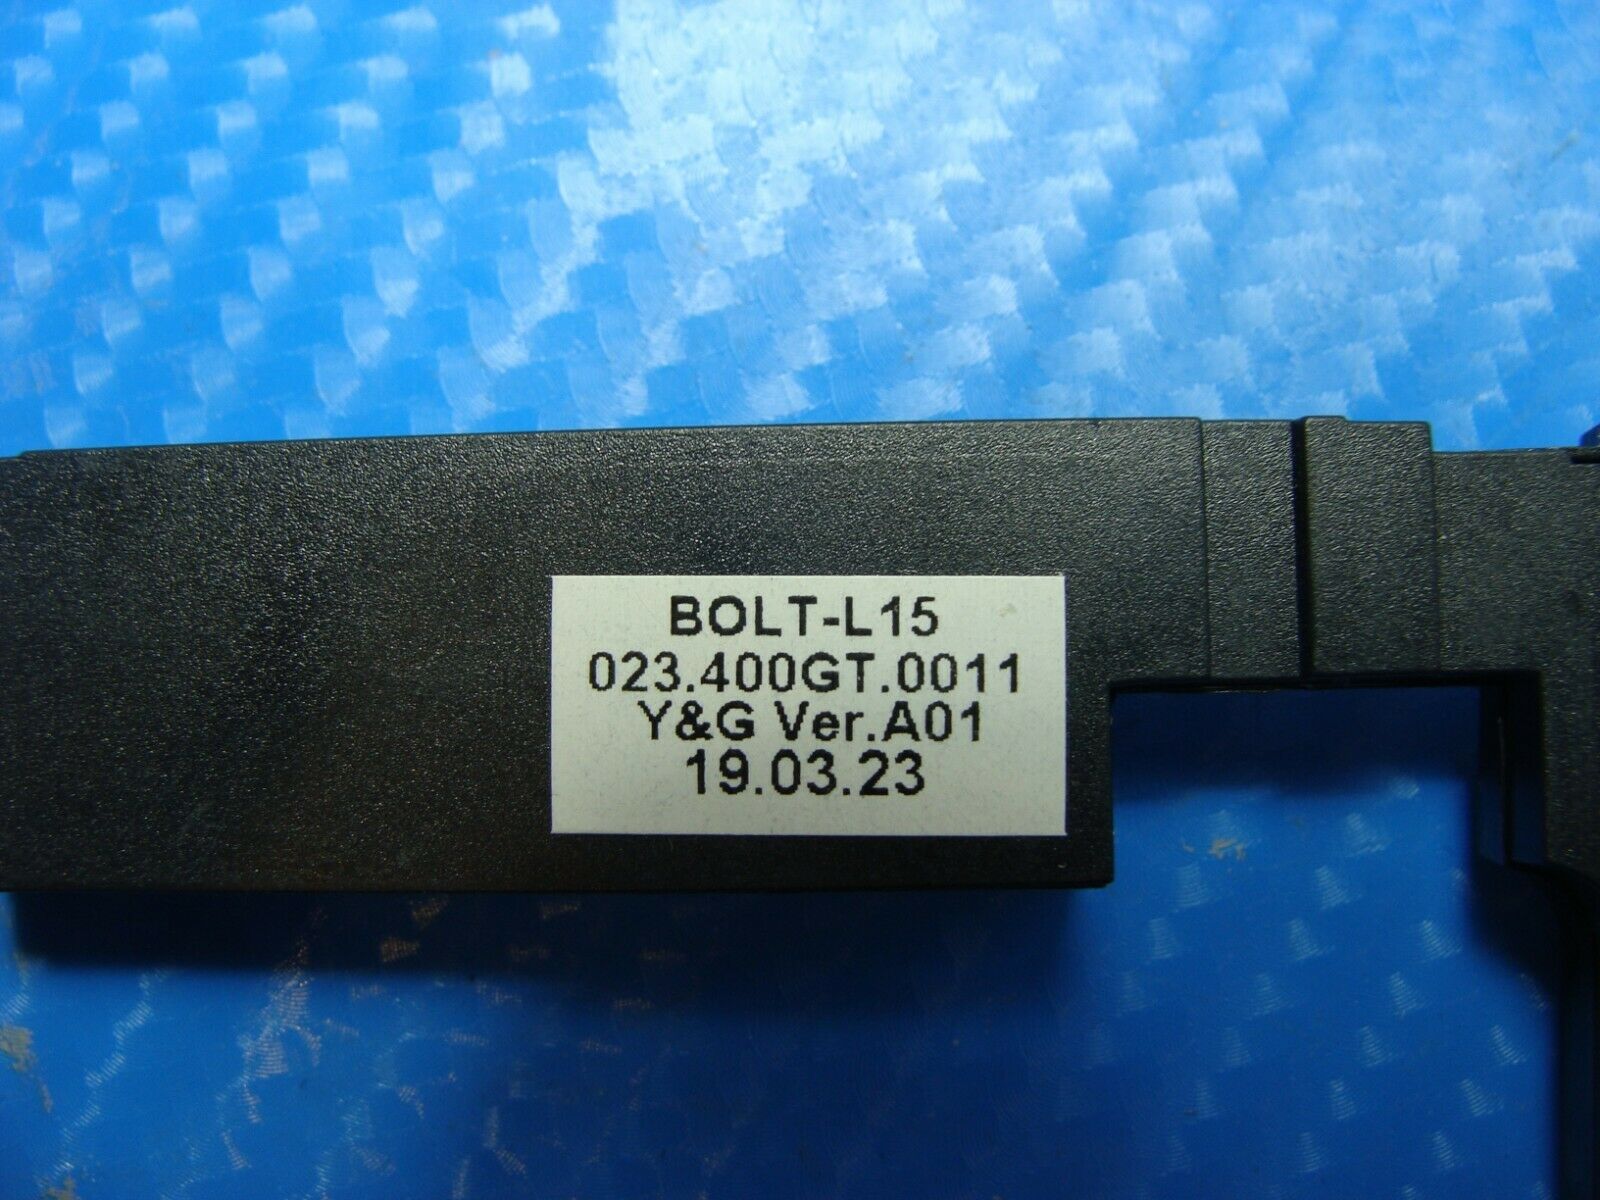 BOLT-L15
023.400GT.0011
Y&G Ver.A01
19.03.23